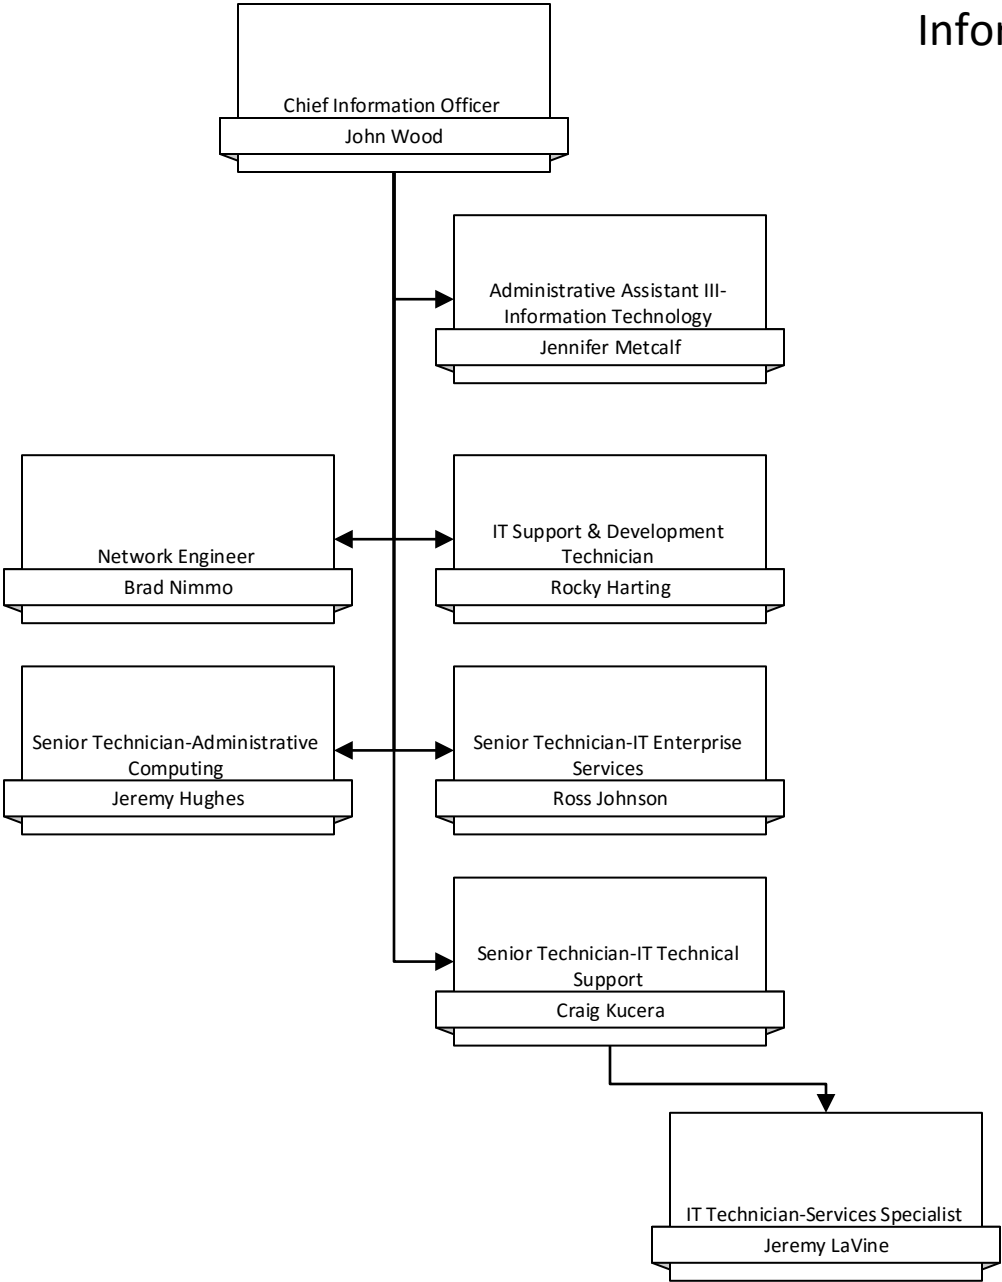 Chief Information Officer
John Wood
Administrative Assistant III-
Information Technology
Jennifer Metcalf
Network Engineer
Brad Nimmo
IT Support & Development
Technician
Rocky Harting
Senior Technician-Administrative
Computing
Jeremy Hughes
Senior Technician-IT Enterprise
Services
Ross Johnson
Senior Technician-IT Technical
Support
Craig Kucera
IT Technician-Services Specialist
Jeremy LaVine